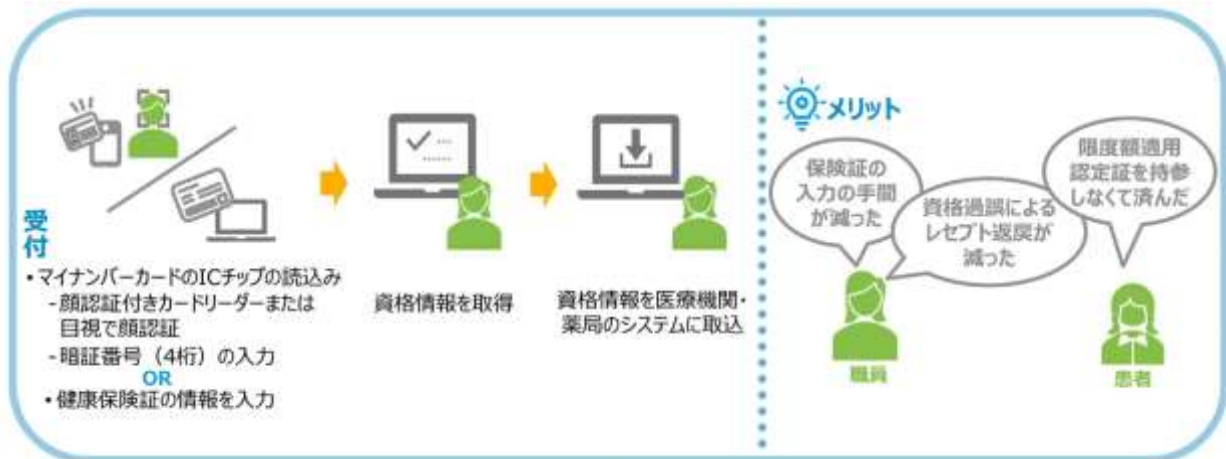 受付
・マイナンバーカードのICチップの読込み
-顔認証付きカードリーダーまたは
目視で顔認証
-暗証番号（4桁）の入力
OR
・健康保険証の情報を入力
資格情報を取得
資格情報を医療機関・
薬局のシステムに取込
メリット
保険証の
入力の手間
が減った
資格過誤による
レセプト返戻が
減った
限度額適用
認定証を持参
しなくて済んだ
職員
患者